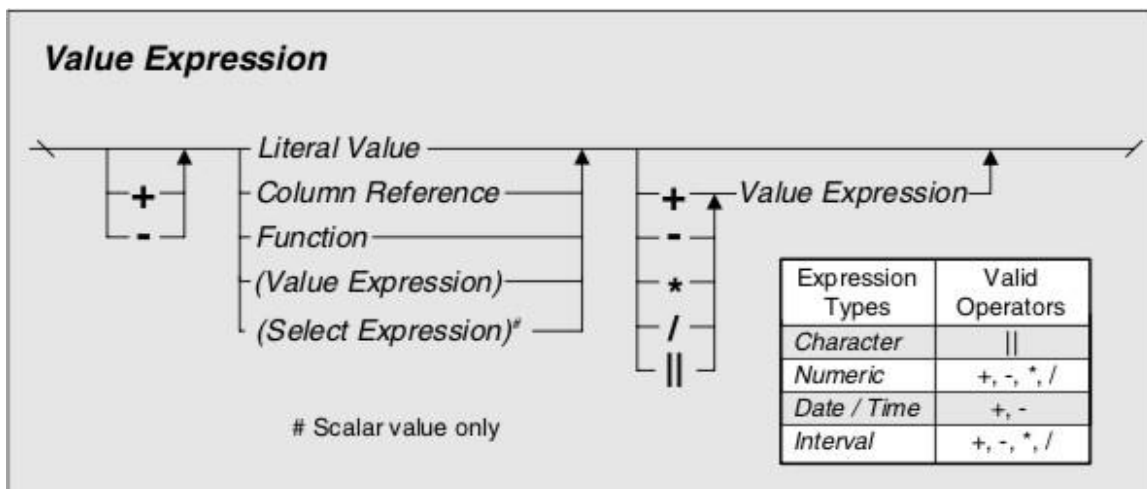 Value Expression
Literal Value
+ Column Reference + Value Expression
- Function -
(Value Expression) *
(Select Expression)# /
||
# Scalar value only
Expression Types Valid Operators
Character ||
Numeric +, -, *, /
Date / Time +, -
Interval +, -, *, /